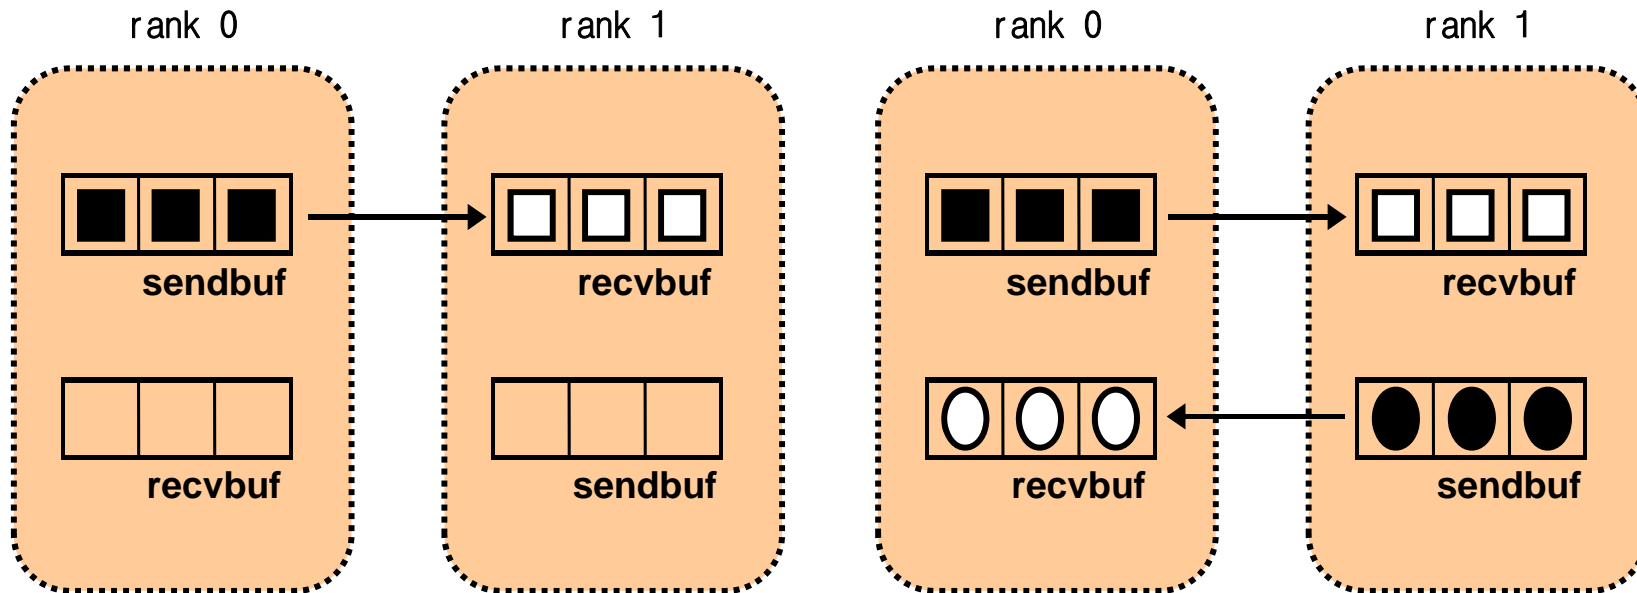 rank 0
rank 1
rank 0
rank 1
sendbuf
recvbuf
sendbuf
recvbuf
recvbuf
sendbuf
recvbuf
sendbuf